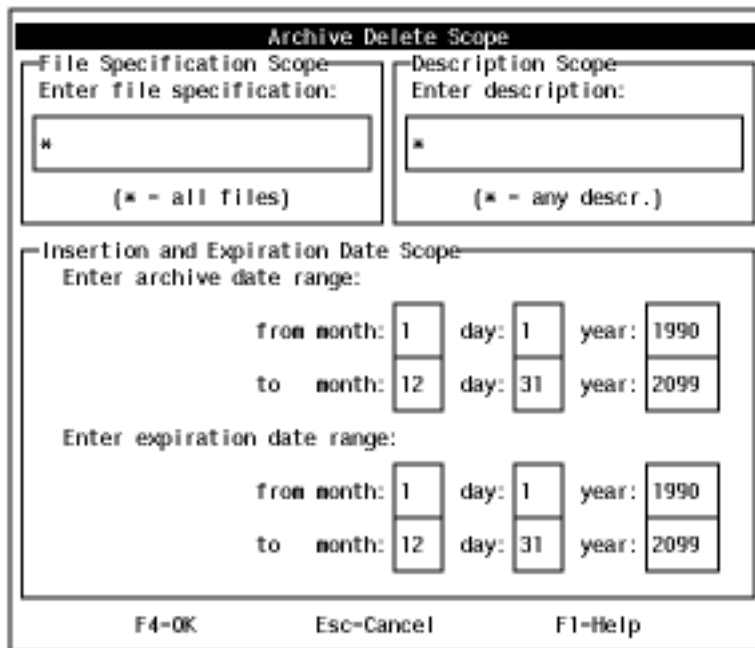 Archive Delete Scope
File Specification Scope
Enter file specification:
*
(* - all files)
Description Scope
Enter description:
*
(* - any descr.)
Insertion and Expiration Date Scope
Enter archive date range:
from month: 1 day: 1 year: 1990
to month: 12 day: 31 year: 2099
Enter expiration date range:
from month: 1 day: 1 year: 1990
to month: 12 day: 31 year: 2099
F4-OK Esc-Cancel F1-Help